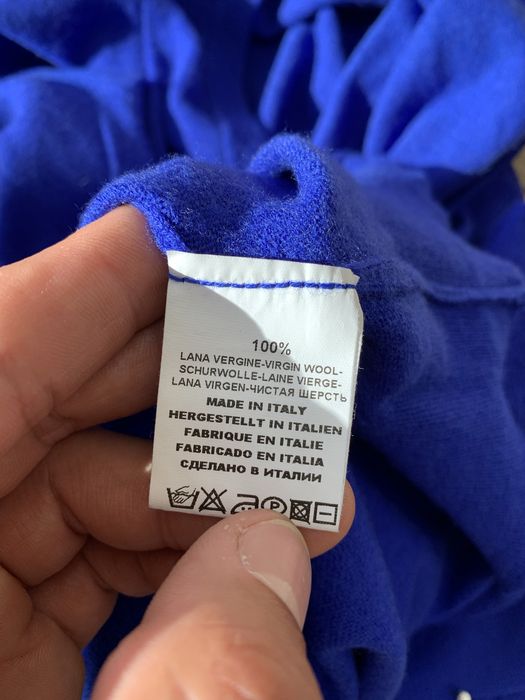 100%
LANA VERGINE-VIRGIN WOOL-
SCHURWOLLE-LAINE VIERGE-
LANA VIRGEN-ЧИСТАЯ ШЕРСТЬ
MADE IN ITALY
HERGESTELLT IN ITALIEN
FABRIQUE EN ITALIE
FABRICADO EN ITALIA
СДЕЛАНО В ИТАЛИИ
P